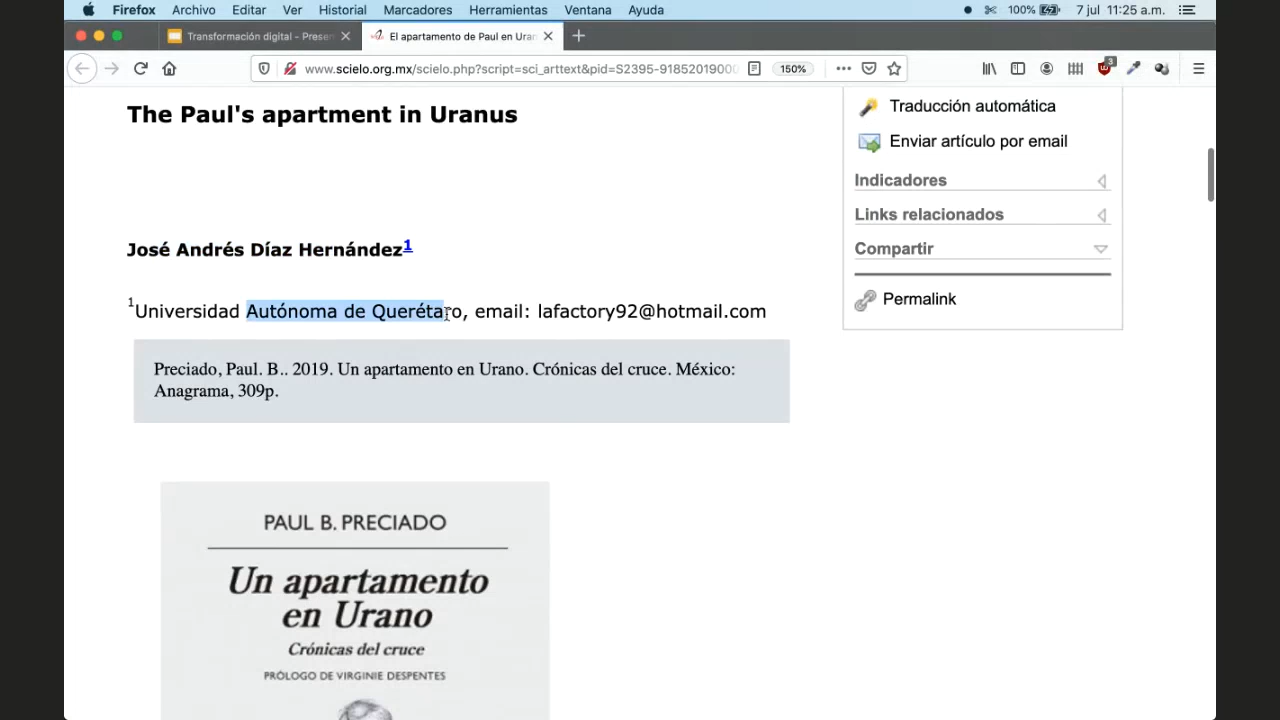 Firefox Archivo Editar Ver Historial Marcadores Herramientas Ventana Ayuda 100% 7 jul 11:25 a.m.
Transformación digital - Presen
El apartamento de Paul en Uran
www.scielo.org.mx/scielo.php?script=sci_arttext&pid=S2395-91852019000 150% 3
The Paul's apartment in Uranus
Traducción automática
Enviar artículo por email
Indicadores
Links relacionados
Compartir
Permalink
José Andrés Díaz Hernández1
1Universidad Autónoma de Querétaro, email: lafactory92@hotmail.com
Preciado, Paul. B.. 2019. Un apartamento en Urano. Crónicas del cruce. México:
Anagrama, 309p.
PAUL B. PRECIADO
Un apartamento
en Urano
Crónicas del cruce
PRÓLOGO DE VIRGINIE DESPENTES